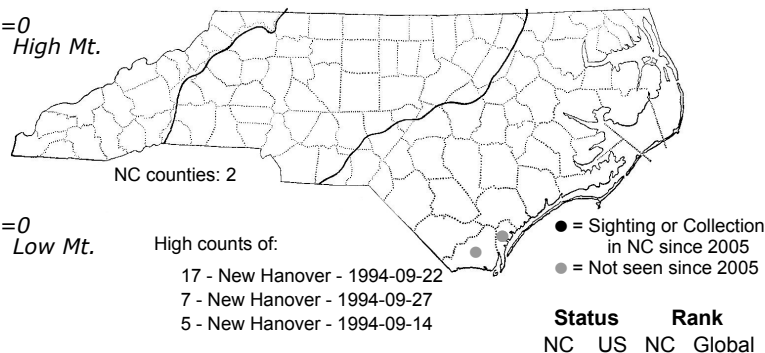 =0
High Mt.
NC counties: 2
=0
Low Mt.
High counts of:
17 - New Hanover - 1994-09-22
7 - New Hanover - 1994-09-27
5 - New Hanover - 1994-09-14
● = Sighting or Collection
in NC since 2005
● = Not seen since 2005
Status Rank
NC US NC Global